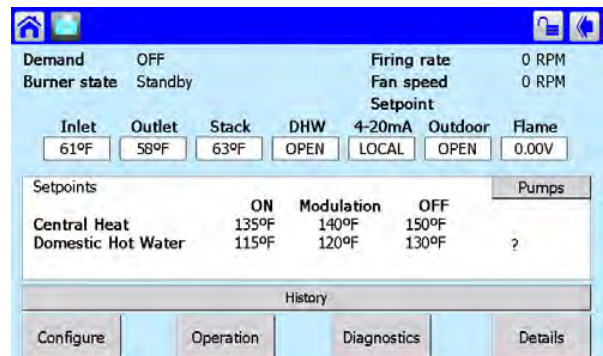 Demand OFF Firing rate 0 RPM
Burner state Standby Fan speed 0 RPM
Setpoint
Inlet Outlet Stack DHW 4-20mA Outdoor Flame
61ºF 58ºF 63ºF OPEN LOCAL OPEN 0.00V
Setpoints Pumps
ON Modulation OFF
Central Heat 135ºF 140ºF 150ºF
Domestic Hot Water 115ºF 120ºF 130ºF ?
History
Configure Operation Diagnostics Details